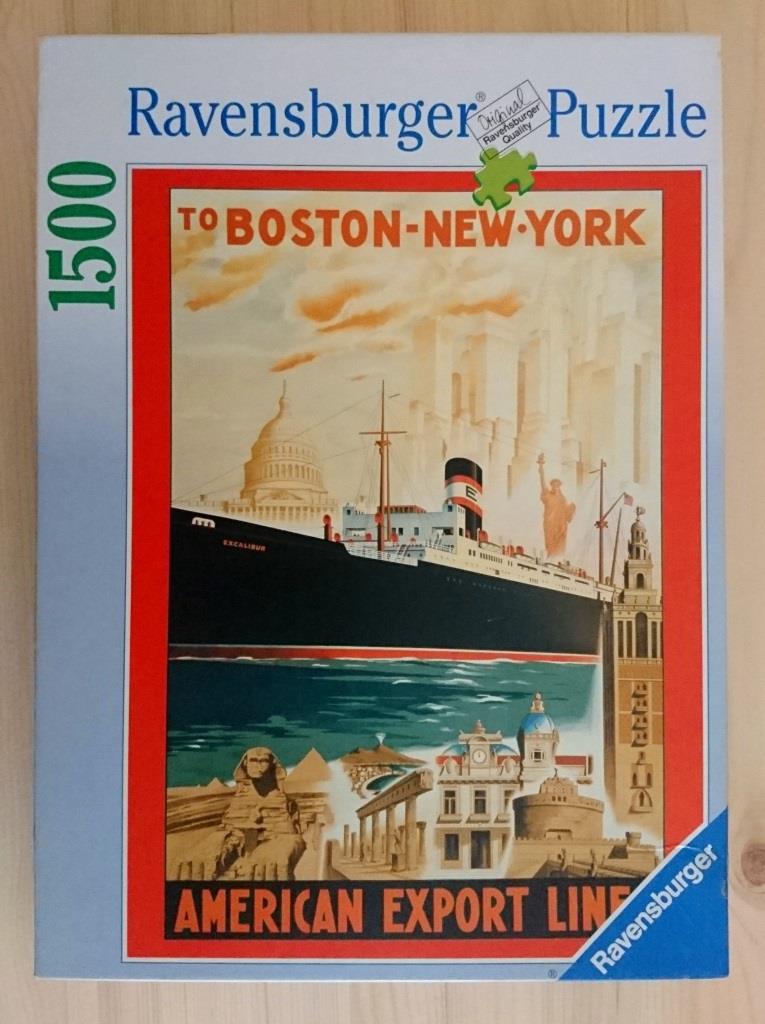 Ravensburger® Puzzle
Original
Ravensburger
Quality
1500
TO BOSTON-NEW·YORK
E
EXCALIBUR
AMERICAN EXPORT LINE
Ravensburger
®